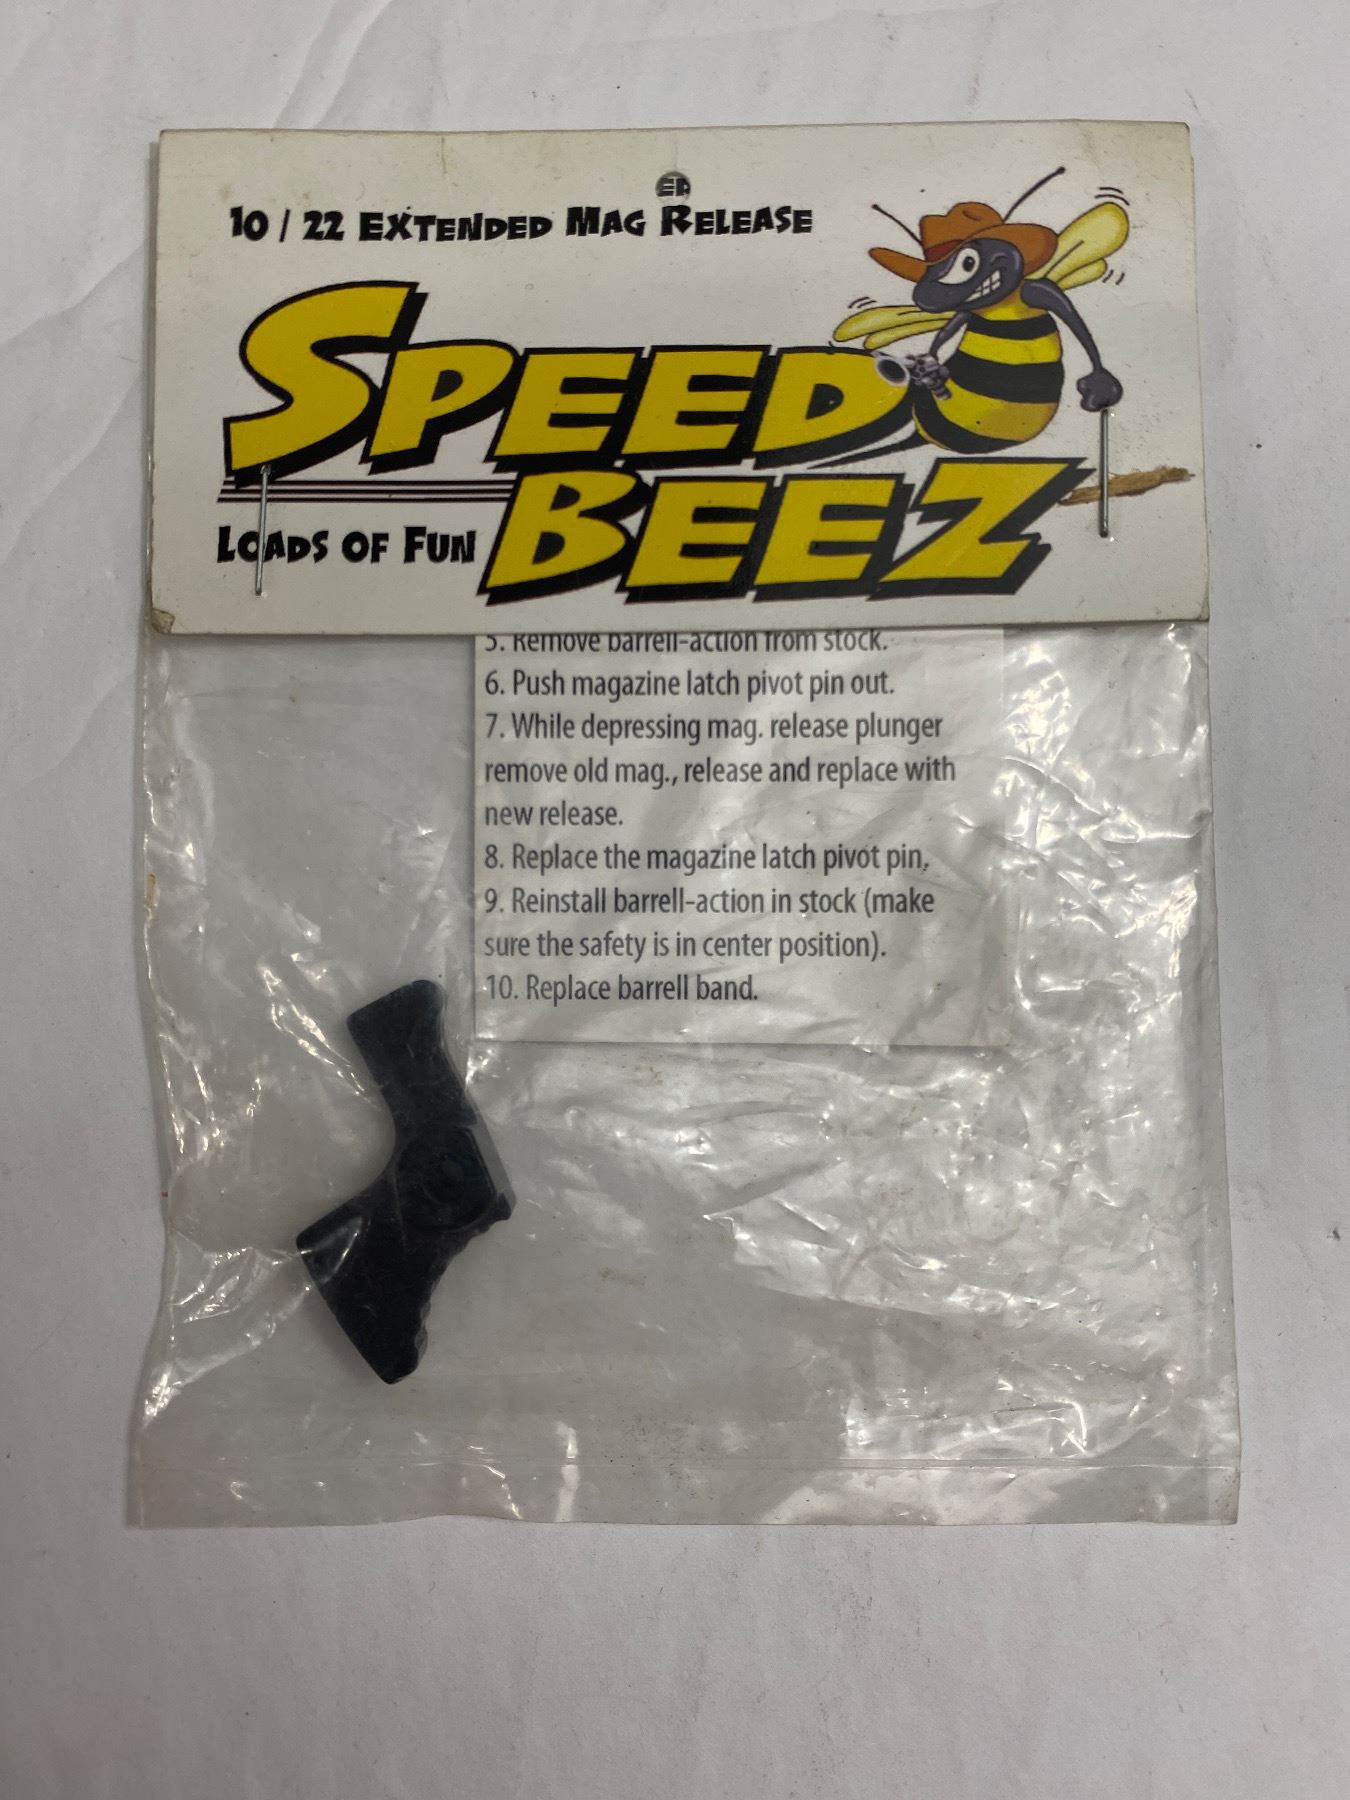 10 / 22 Extended Mag Release
Speed
Beez
Loads of Fun
5. Remove barrell-action from stock.
6. Push magazine latch pivot pin out.
7. While depressing mag. release plunger
remove old mag., release and replace with
new release.
8. Replace the magazine latch pivot pin,
9. Reinstall barrell-action in stock (make
sure the safety is in center position).
10. Replace barrell band.